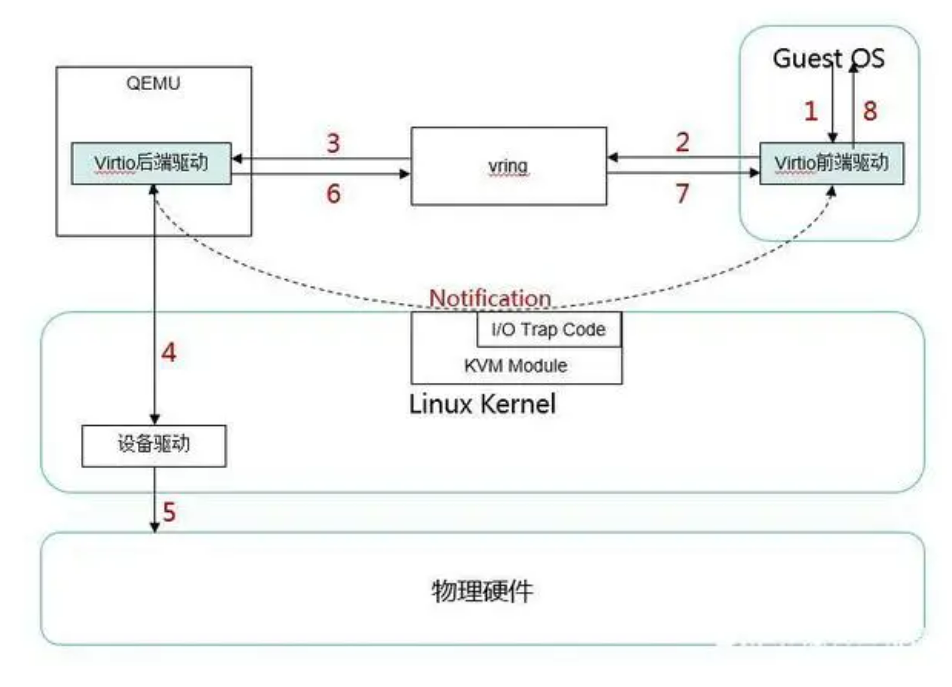 Guest OS
QEMU
1
8
3
2
Virtio后端驱动
vring
Virtio前端驱动
6
7
Notification
I/O Trap Code
4
KVM Module
Linux Kernel
设备驱动
5
物理硬件